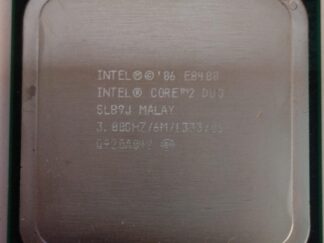 INTEL®©'06 E8400
INTEL® CORE™2 DUO
SLB9J MALAY
3.00GHZ/6M/1333/06